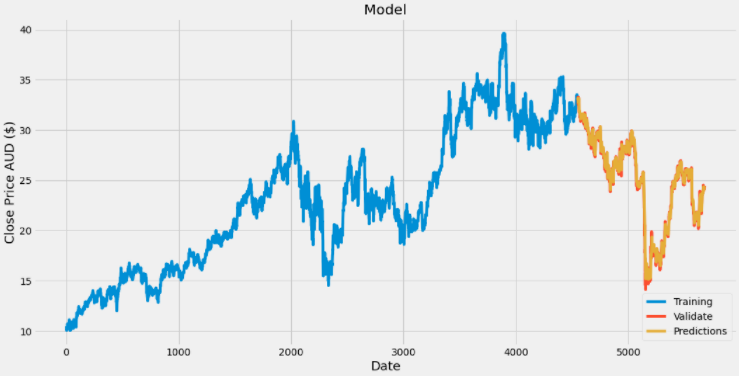 Model
Close Price AUD ($)
40
35
30
25
20
15
10
0 1000 2000 3000 4000 5000
Date
Training
Validate
Predictions